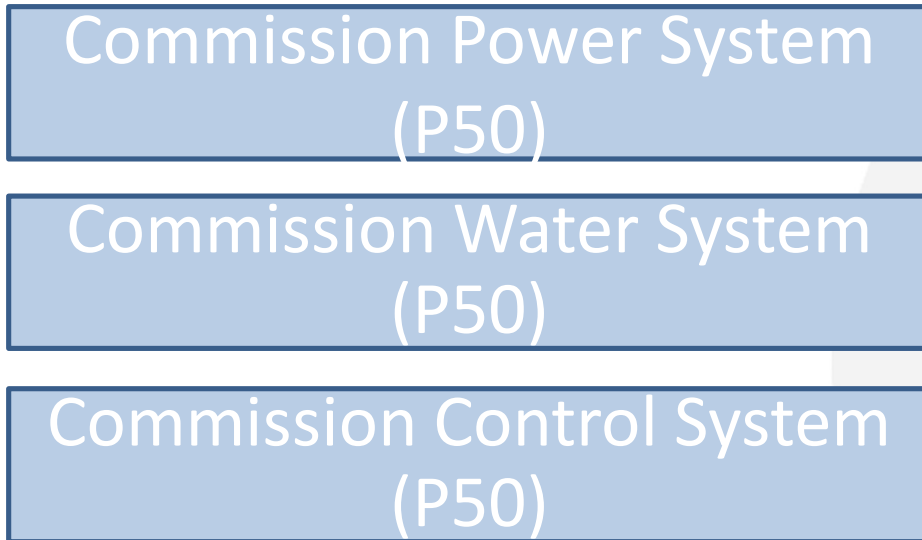 Commission Power System
(P50)
Commission Water System
(P50)
Commission Control System
(P50)